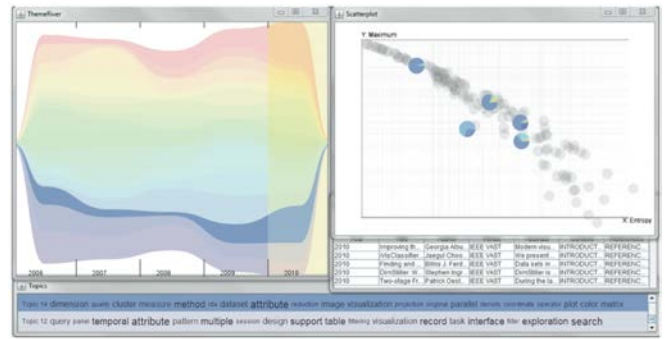 ThemeRiver
2006 2007 2008 2009 2010
Scatterplot
Y: Maximum
X: Entropy
2010 Improving th... Georgia Albu... IEEE VAST Modern visu... INTRODUCT... REFERENC...
2010 iVisClassifier... Jaegul Choo... IEEE VAST We present ... INTRODUCT... REFERENC...
2010 Finding and ... Bilkis J. Ferd... IEEE VAST Data sets in ... INTRODUCT... REFERENC...
2010 DimStiller: W... Stephen Ingr... IEEE VAST DimStiller is ... INTRODUCT... REFERENC...
2010 Two-stage Fr... Patrick Oest... IEEE VAST During the la... INTRODUCT... REFERENC...
Topics
Topic 14 dimension query cluster measure method dataset attribute reduction image visualization projection original parallel density coordinate operator plot color matrix
Topic 12 query panel temporal attribute pattern multiple session design support table filtering visualization record task interface filter exploration search